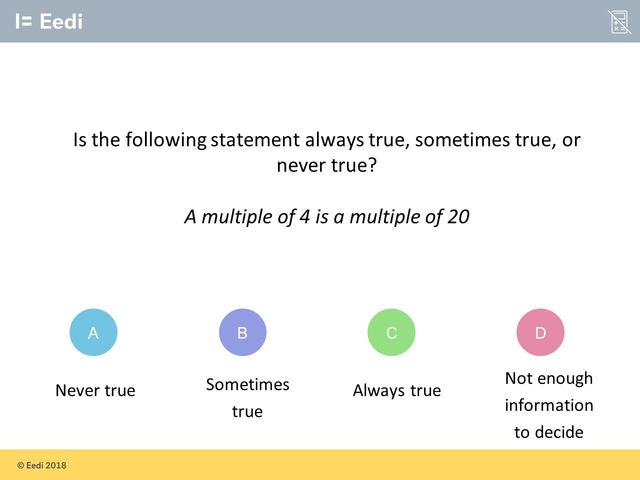 Eedi
Is the following statement always true, sometimes true, or
never true?
A multiple of 4 is a multiple of 20
A
B
C
D
Never true
Sometimes
true
Always true
Not enough
information
to decide
© Eedi 2018